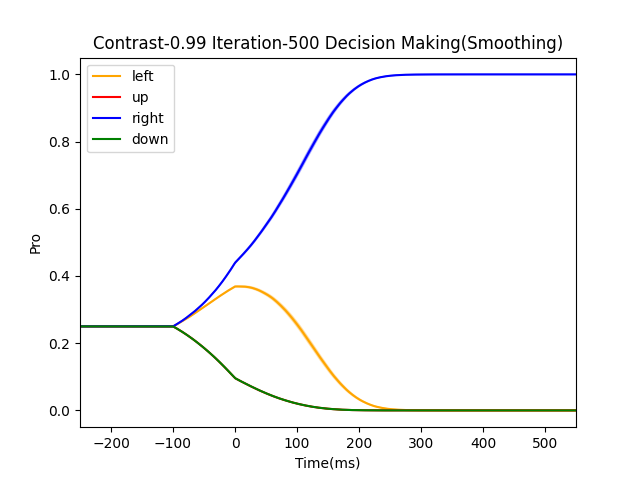 Contrast-0.99 Iteration-500 Decision Making(Smoothing)
left
up
right
down
1.0
0.8
0.6
0.4
0.2
0.0
Pro
−200
−100
0
100
200
300
400
500
Time(ms)